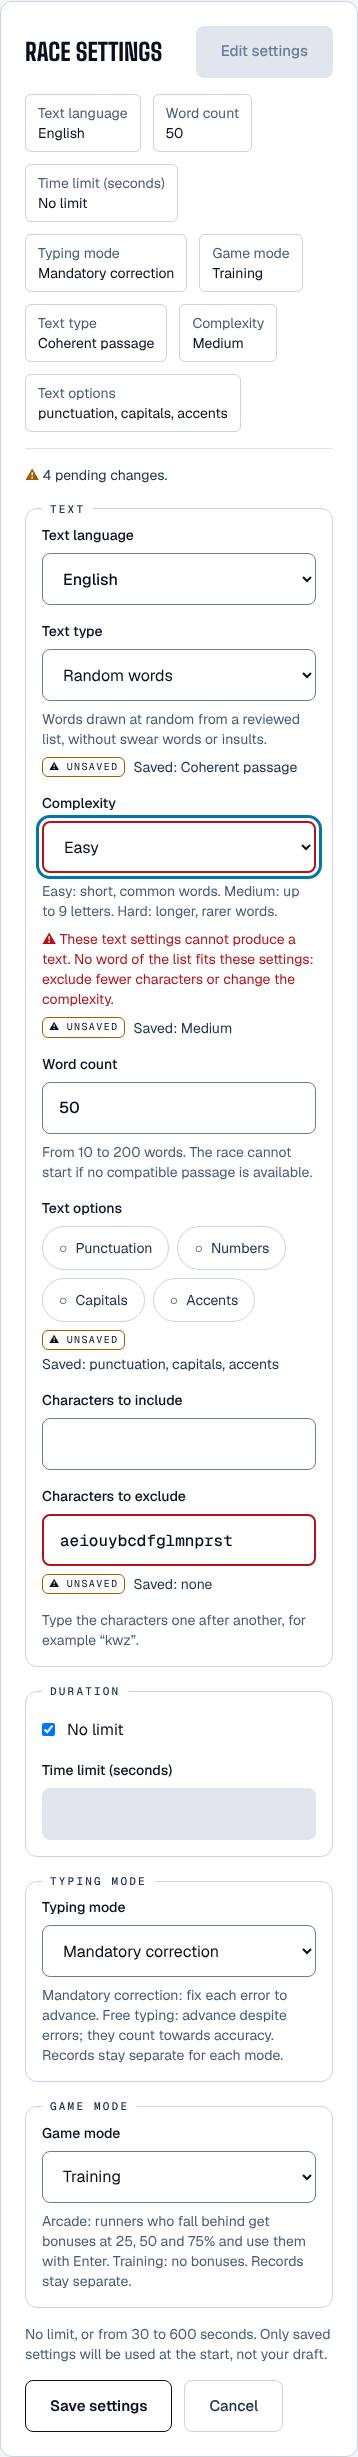 RACE SETTINGS
Edit settings
Text language
English
Word count
50
Time limit (seconds)
No limit
Typing mode
Mandatory correction
Game mode
Training
Text type
Coherent passage
Complexity
Medium
Text options
punctuation, capitals, accents
⚠ 4 pending changes.
TEXT
Text language
English
Text type
Random words
Words drawn at random from a reviewed
list, without swear words or insults.
⚠ UNSAVED Saved: Coherent passage
Complexity
Easy
Easy: short, common words. Medium: up
to 9 letters. Hard: longer, rarer words.
⚠ These text settings cannot produce a
text. No word of the list fits these settings:
exclude fewer characters or change the
complexity.
⚠ UNSAVED Saved: Medium
Word count
50
From 10 to 200 words. The race cannot
start if no compatible passage is available.
Text options
○ Punctuation
○ Numbers
○ Capitals
○ Accents
⚠ UNSAVED
Saved: punctuation, capitals, accents
Characters to include
Characters to exclude
aeiouybcdfglmnprst
⚠ UNSAVED Saved: none
Type the characters one after another, for
example “kwz”.
DURATION
No limit
Time limit (seconds)
TYPING MODE
Typing mode
Mandatory correction
Mandatory correction: fix each error to
advance. Free typing: advance despite
errors; they count towards accuracy.
Records stay separate for each mode.
GAME MODE
Game mode
Training
Arcade: runners who fall behind get
bonuses at 25, 50 and 75% and use them
with Enter. Training: no bonuses. Records
stay separate.
No limit, or from 30 to 600 seconds. Only saved
settings will be used at the start, not your draft.
Save settings
Cancel